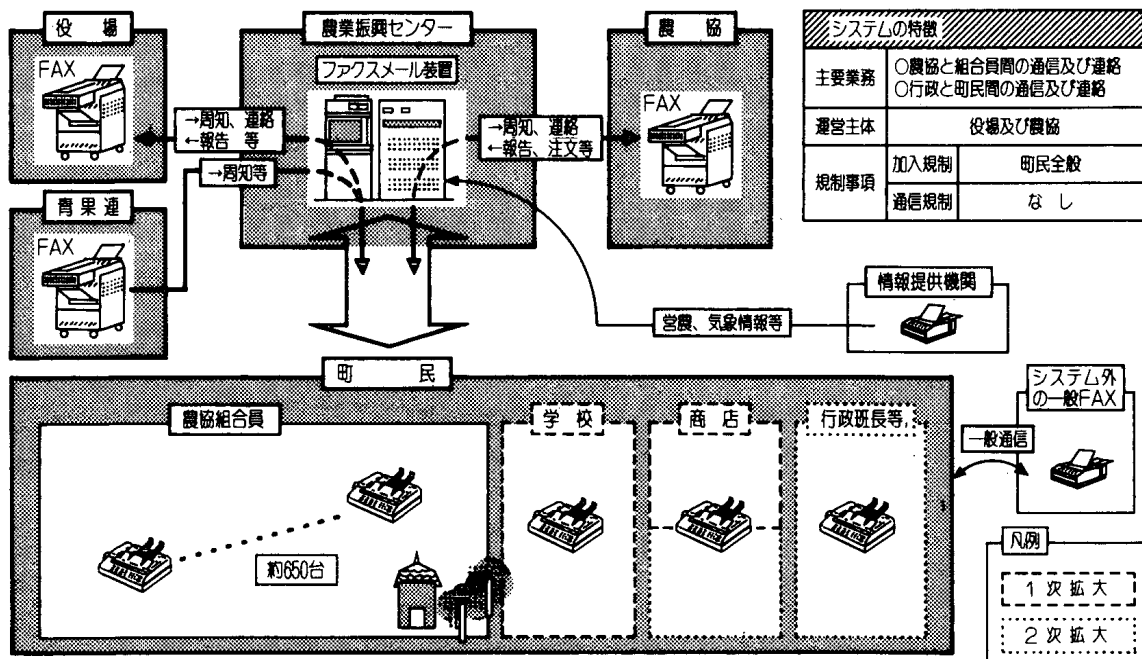 役場
FAX
農業振興センター
ファクスメール装置
農協
FAX
→周知、連絡
←報告 等
→周知、連絡
←報告、注文等
→周知等
青果連
FAX
システムの特徴
主要業務
○農協と組合員間の通信及び連絡
○行政と町民間の通信及び連絡
運営主体
役場及び農協
規制事項
加入規制
町民全般
通信規制
なし
情報提供機関
営農、気象情報等
町民
農協組合員
学校
商店
行政班長等
システム外
の一般FAX
一般通信
約650台
凡例
1次拡大
2次拡大